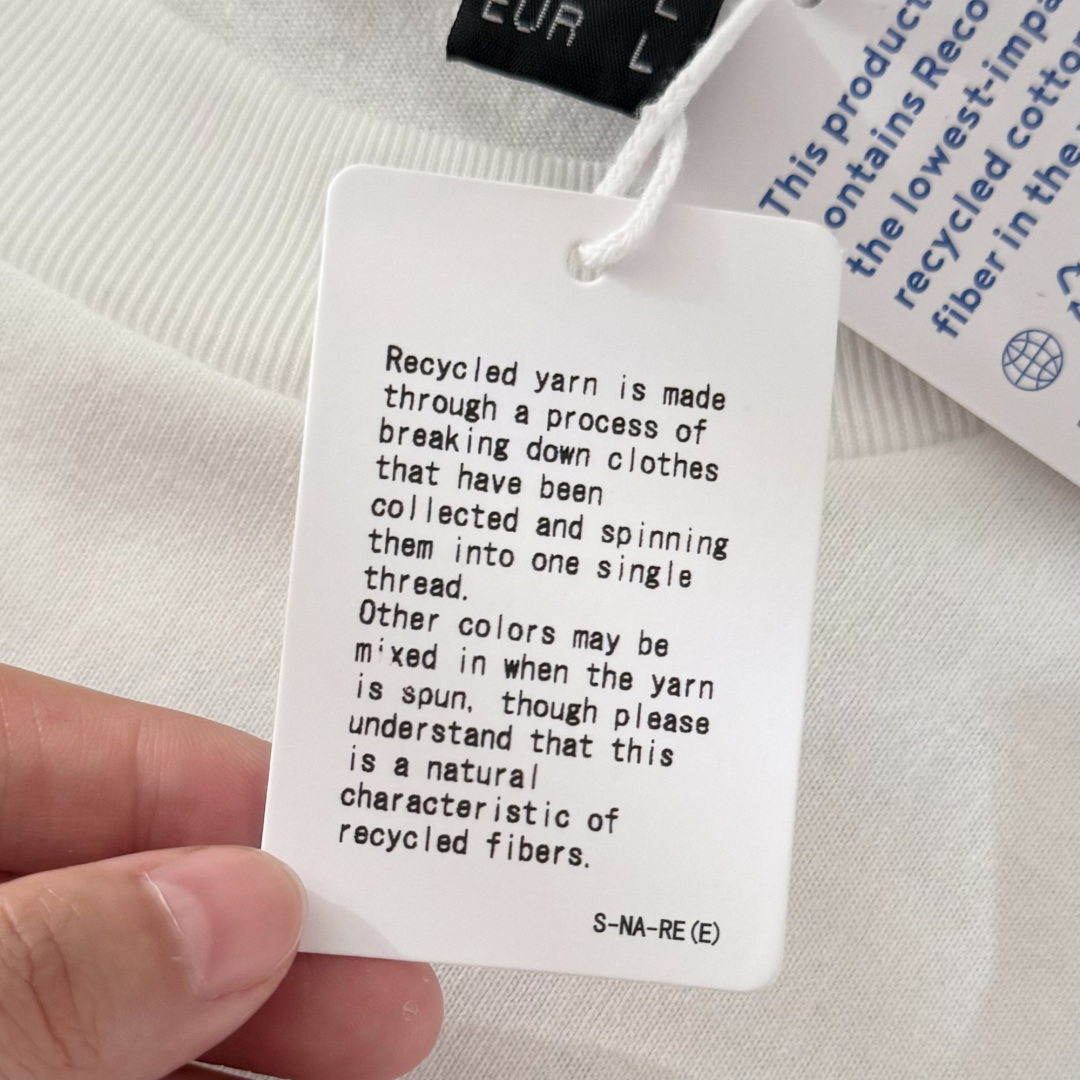 EUR L
This product
ontains Reco
the lowest-impa
recycled cotto
fiber in the
Recycled yarn is made
through a process of
breaking down clothes
that have been
collected and spinning
them into one single
thread.
Other colors may be
mixed in when the yarn
is spun, though please
understand that this
is a natural
characteristic of
recycled fibers.
S-NA-RE(E)